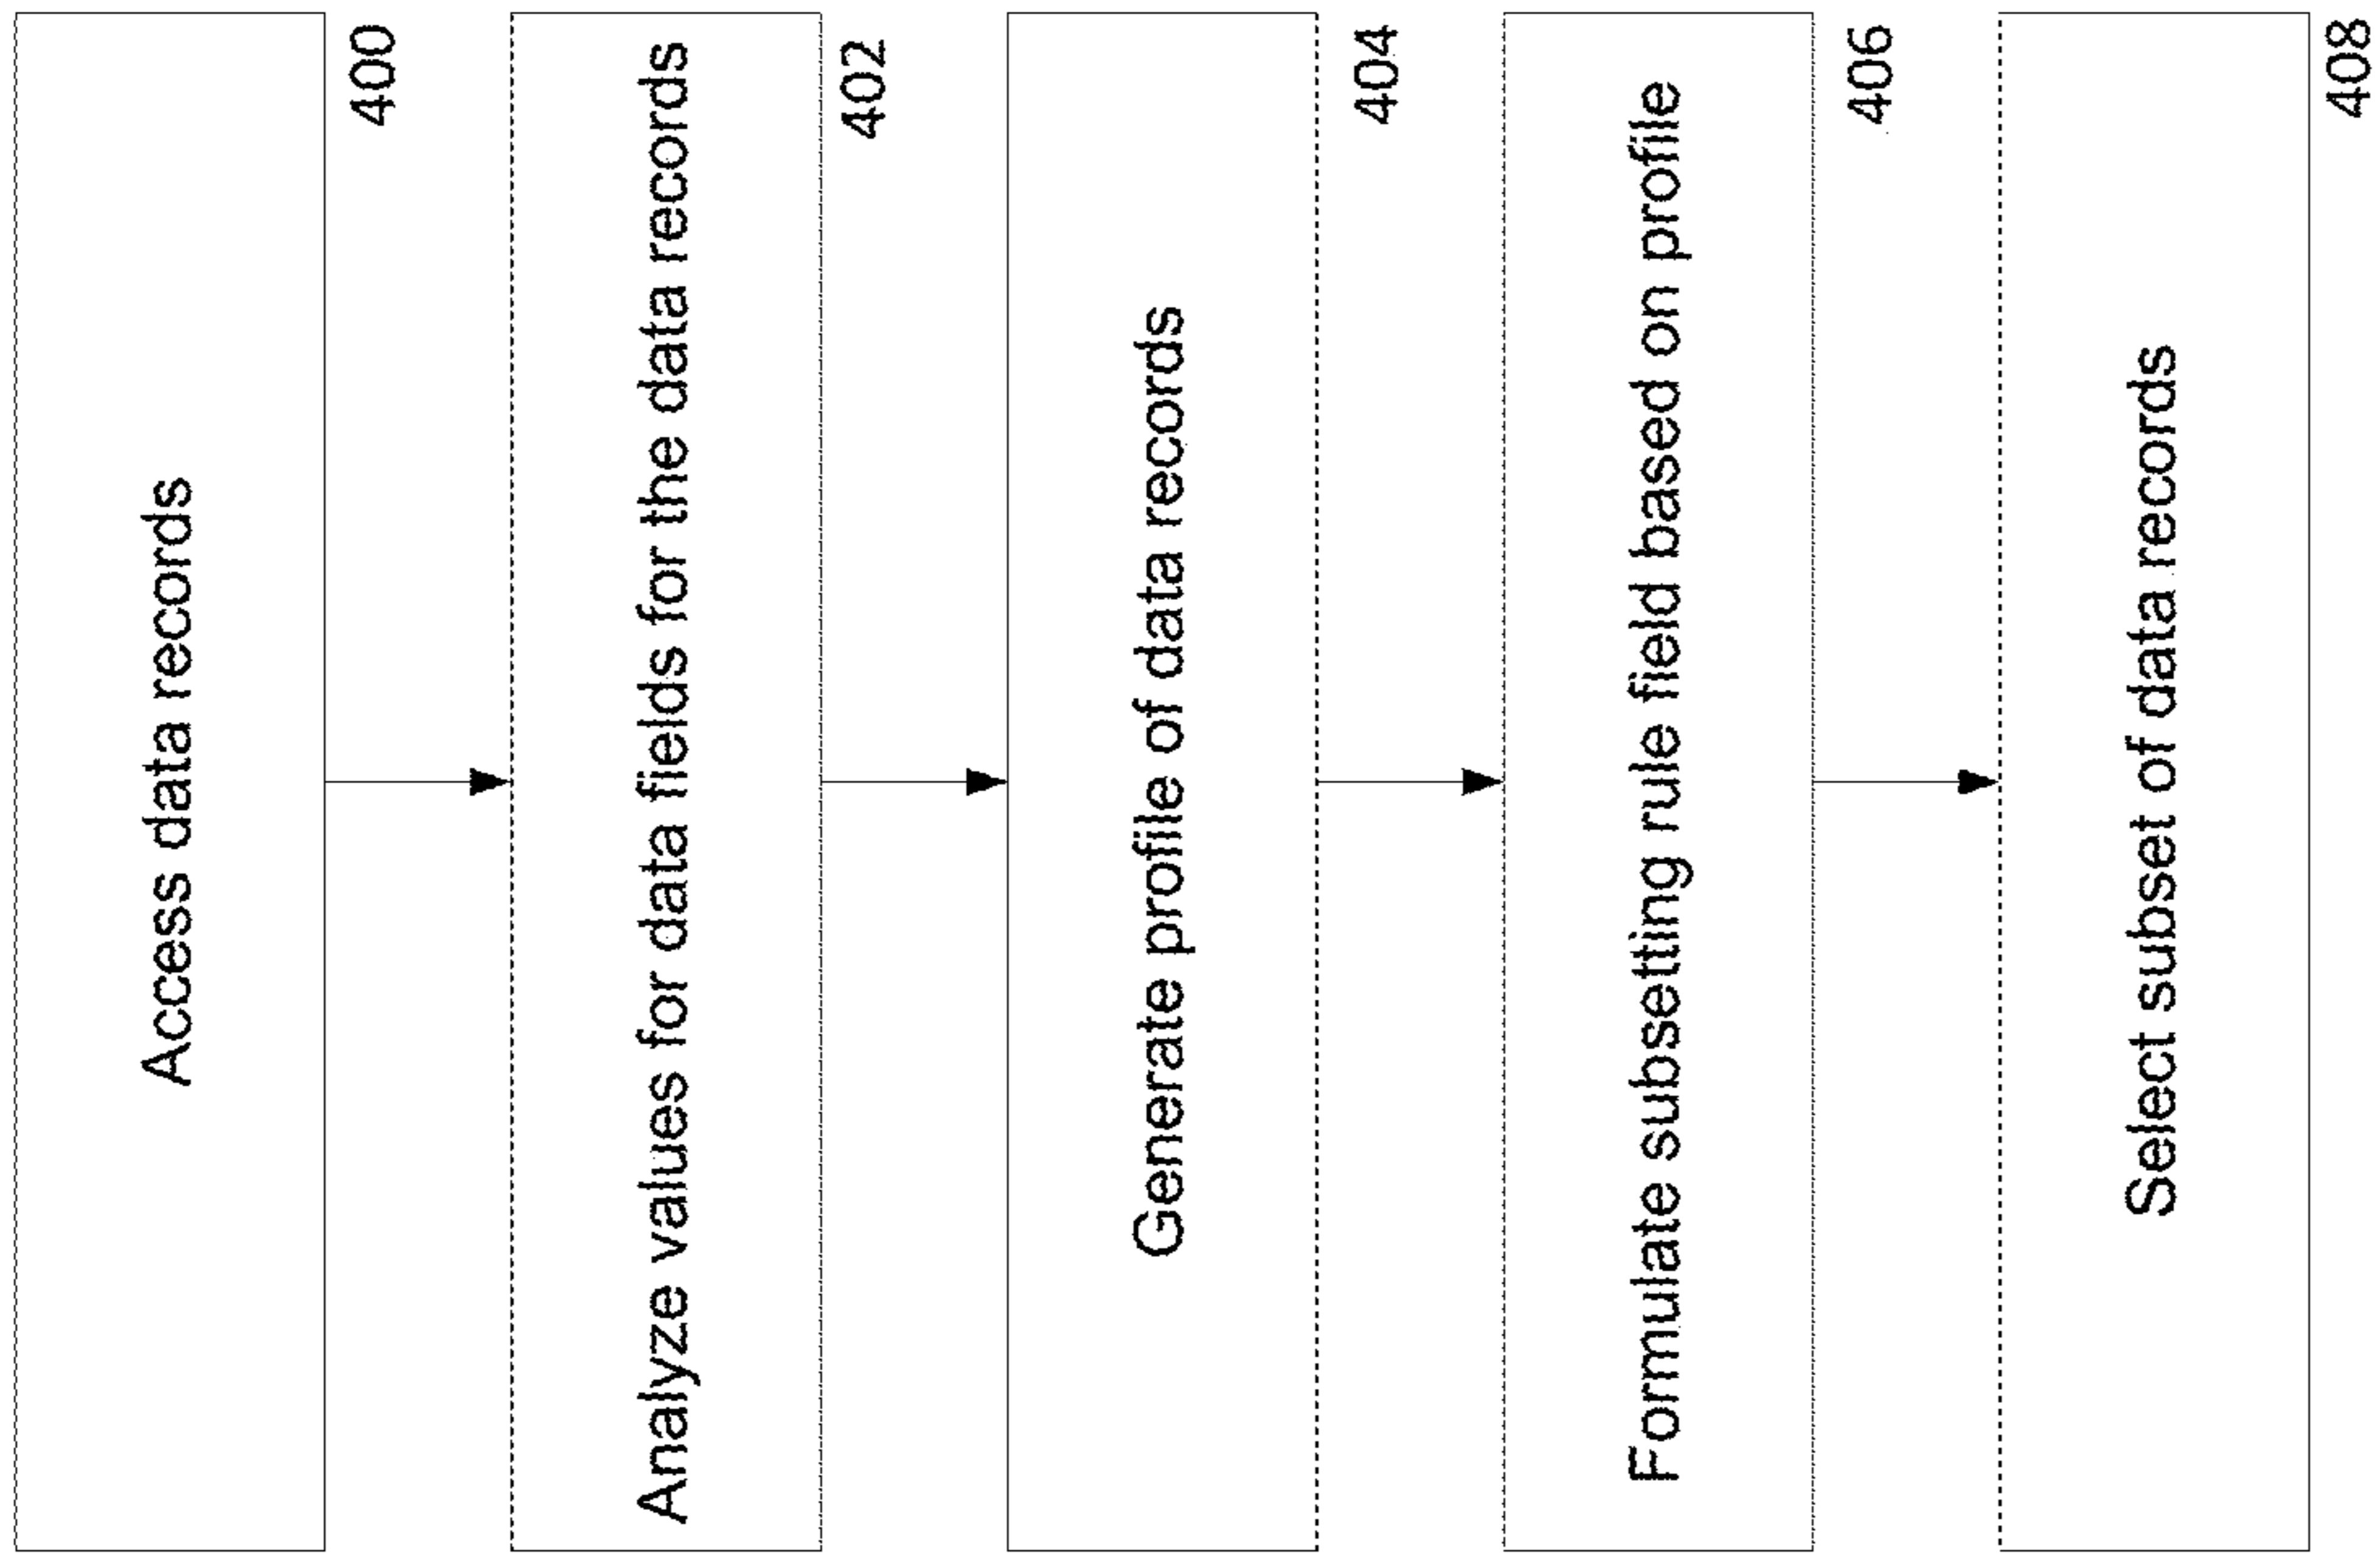 Access data records
400
Analyze values for data fields for the data records
402
Generate profile of data records
404
Formulate subsetting rule field based on profile
406
Select subset of data records
408